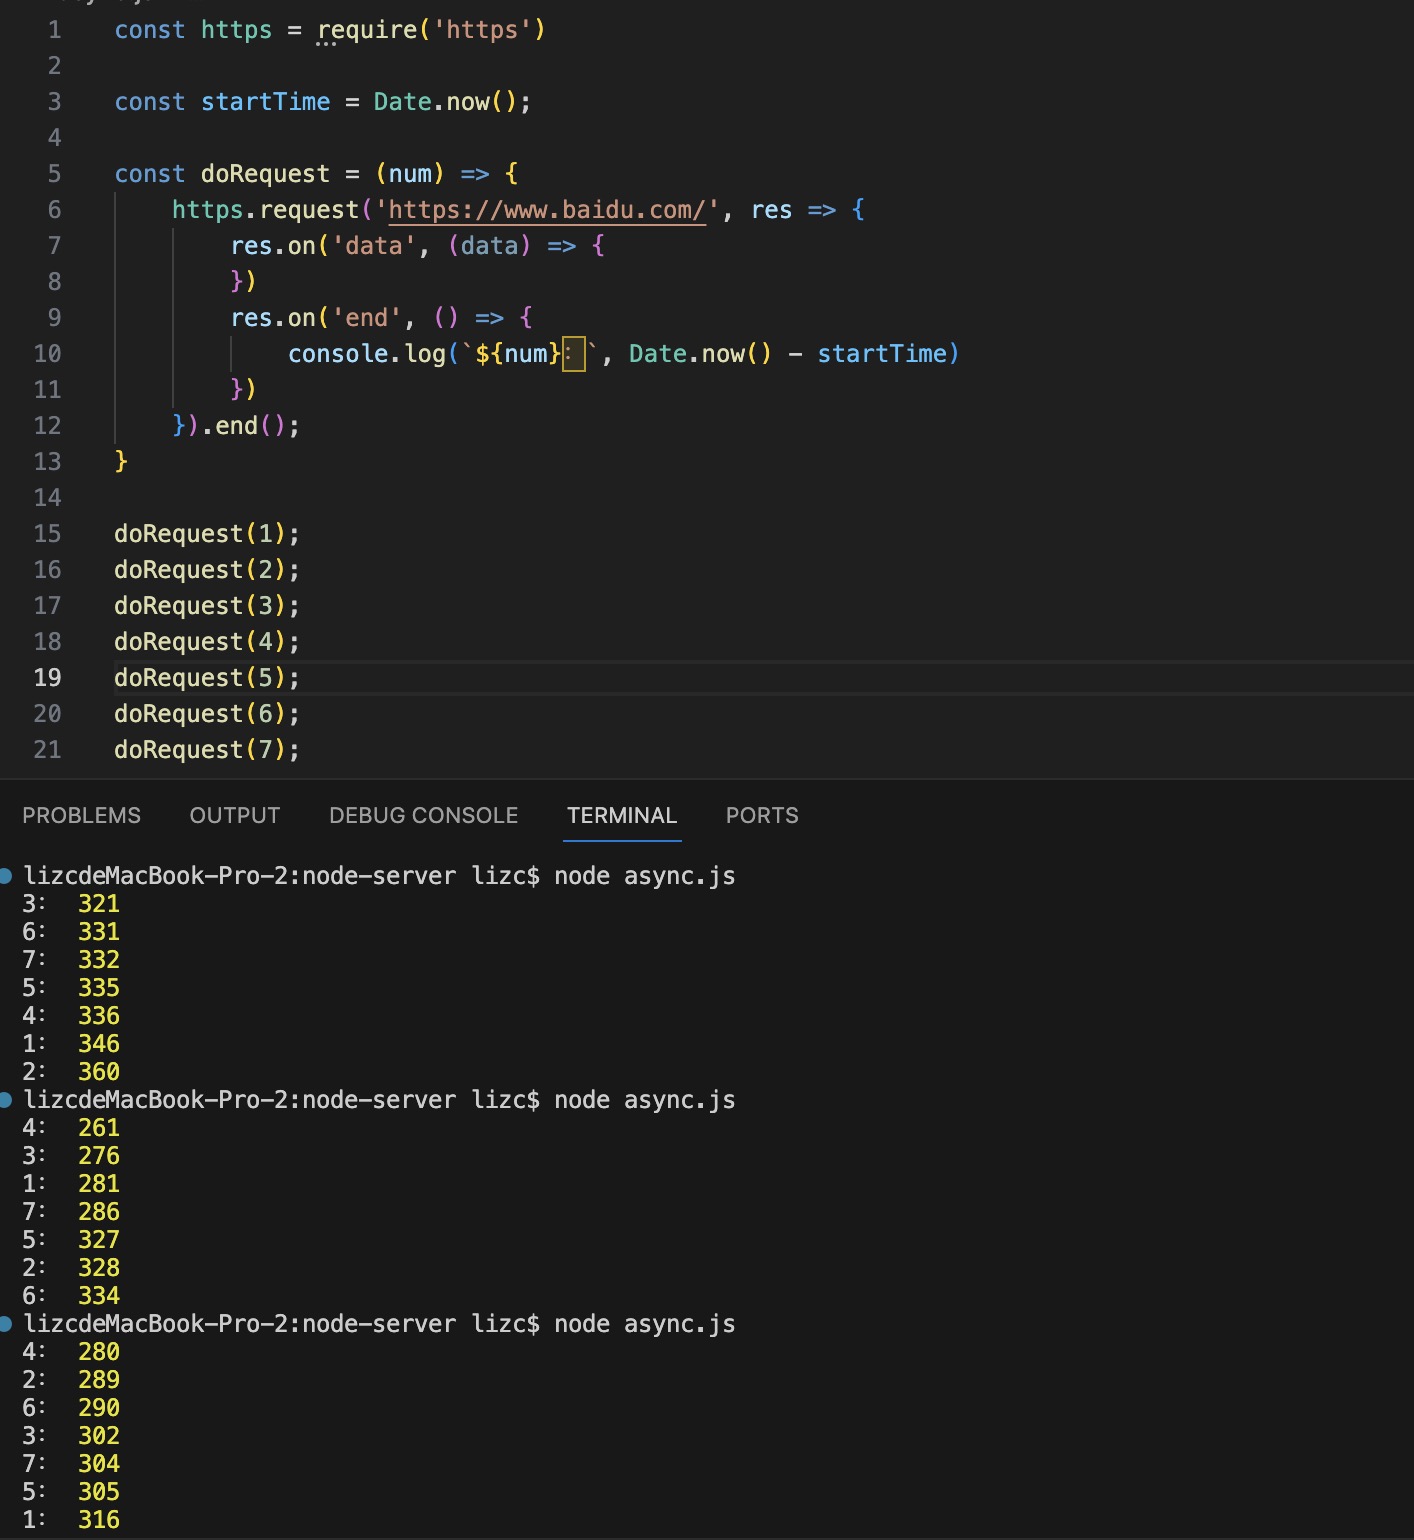 1 const https = require('https')
2
3 const startTime = Date.now();
4
5 const doRequest = (num) => {
6 https.request('https://www.baidu.com/', res => {
7 res.on('data', (data) => {
8 })
9 res.on('end', () => {
10 console.log(`${num}：`, Date.now() - startTime)
11 })
12 }).end();
13 }
14
15 doRequest(1);
16 doRequest(2);
17 doRequest(3);
18 doRequest(4);
19 doRequest(5);
20 doRequest(6);
21 doRequest(7);
PROBLEMS OUTPUT DEBUG CONSOLE TERMINAL PORTS
lizcdeMacBook-Pro-2:node-server lizc$ node async.js
3： 321
6： 331
7： 332
5： 335
4： 336
1： 346
2： 360
lizcdeMacBook-Pro-2:node-server lizc$ node async.js
4： 261
3： 276
1： 281
7： 286
5： 327
2： 328
6： 334
lizcdeMacBook-Pro-2:node-server lizc$ node async.js
4： 280
2： 289
6： 290
3： 302
7： 304
5： 305
1： 316